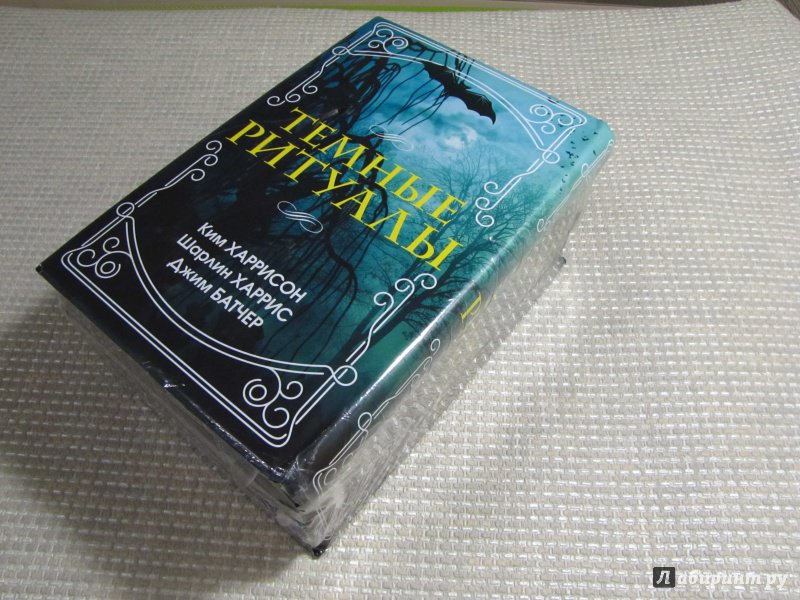 ТЕМНЫЕ
РИТУАЛЫ
Ким ХАРРИСОН
Шарлин ХАРРИС
Джим БАТЧЕР
Лабиринт.ру